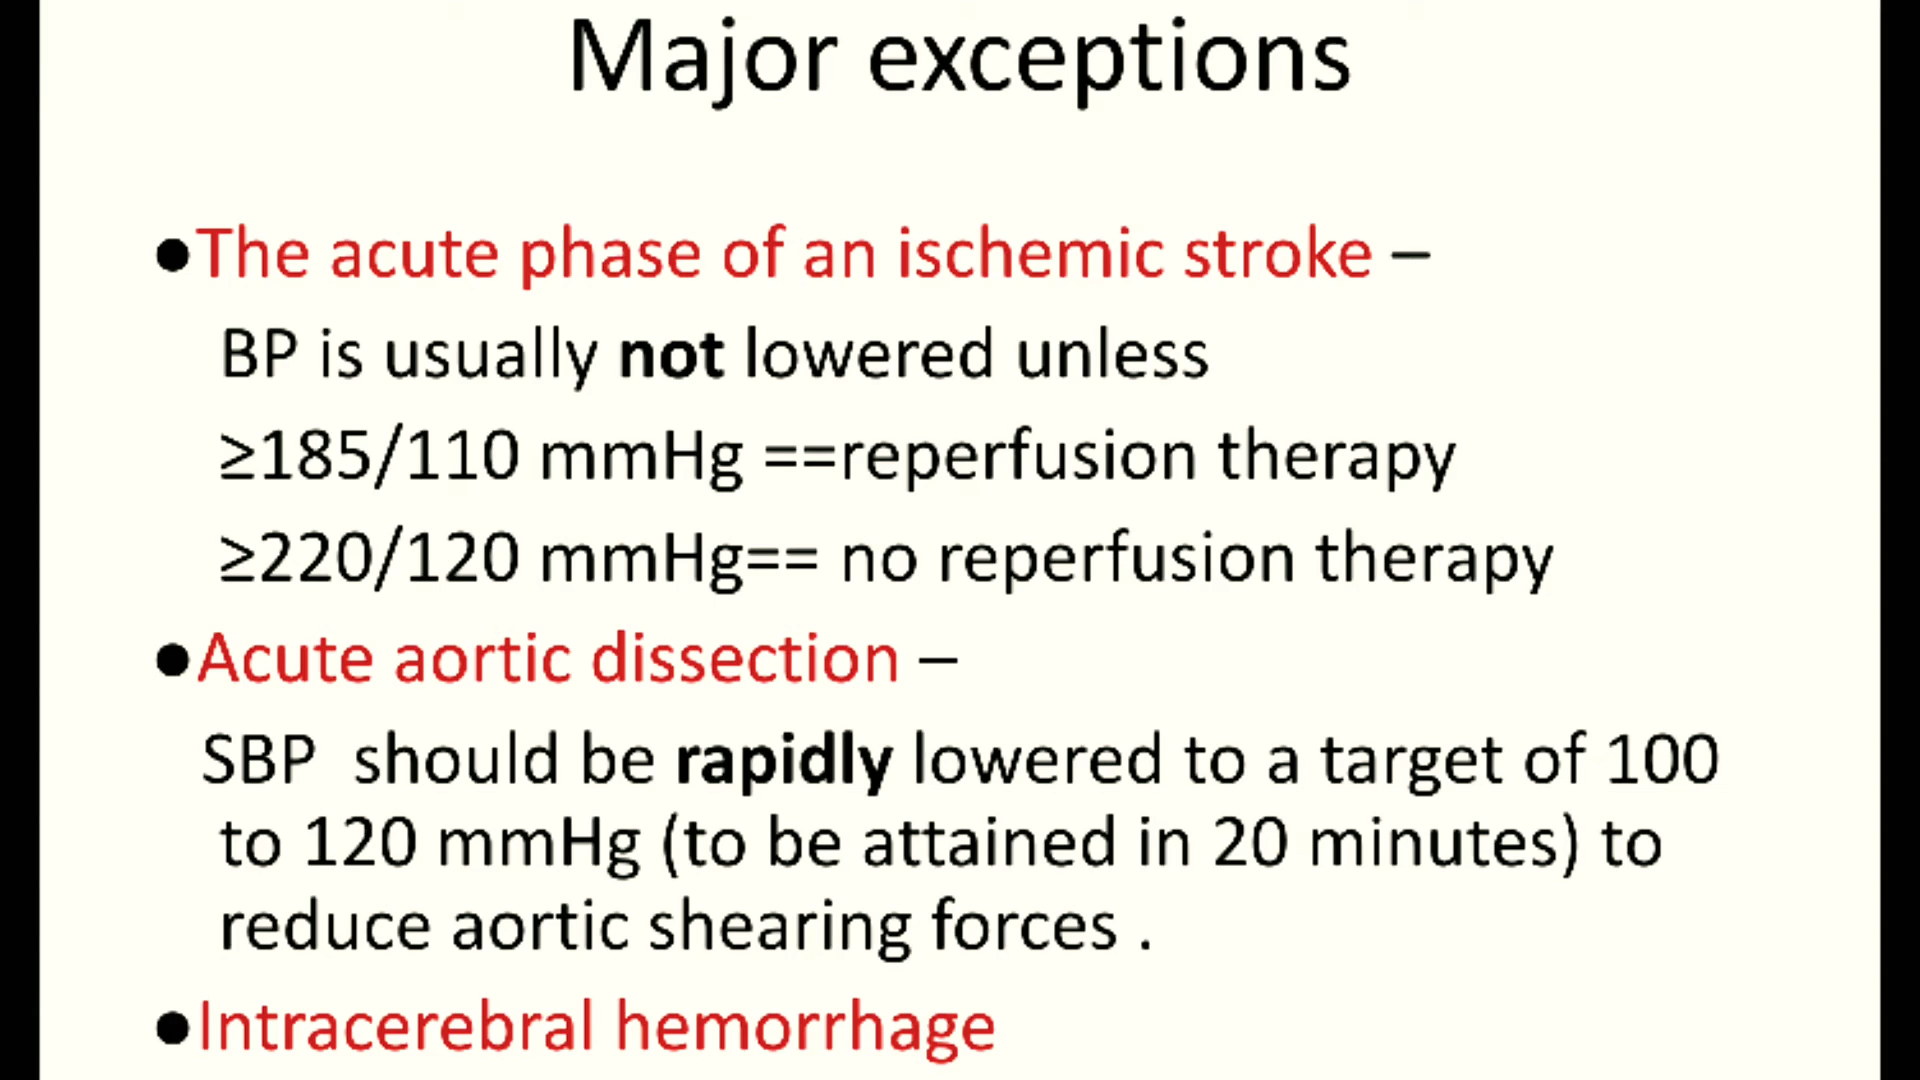 Major exceptions
●The acute phase of an ischemic stroke –
BP is usually not lowered unless
≥185/110 mmHg ==reperfusion therapy
≥220/120 mmHg== no reperfusion therapy
●Acute aortic dissection –
SBP  should be rapidly lowered to a target of 100
to 120 mmHg (to be attained in 20 minutes) to
reduce aortic shearing forces .
●Intracerebral hemorrhage